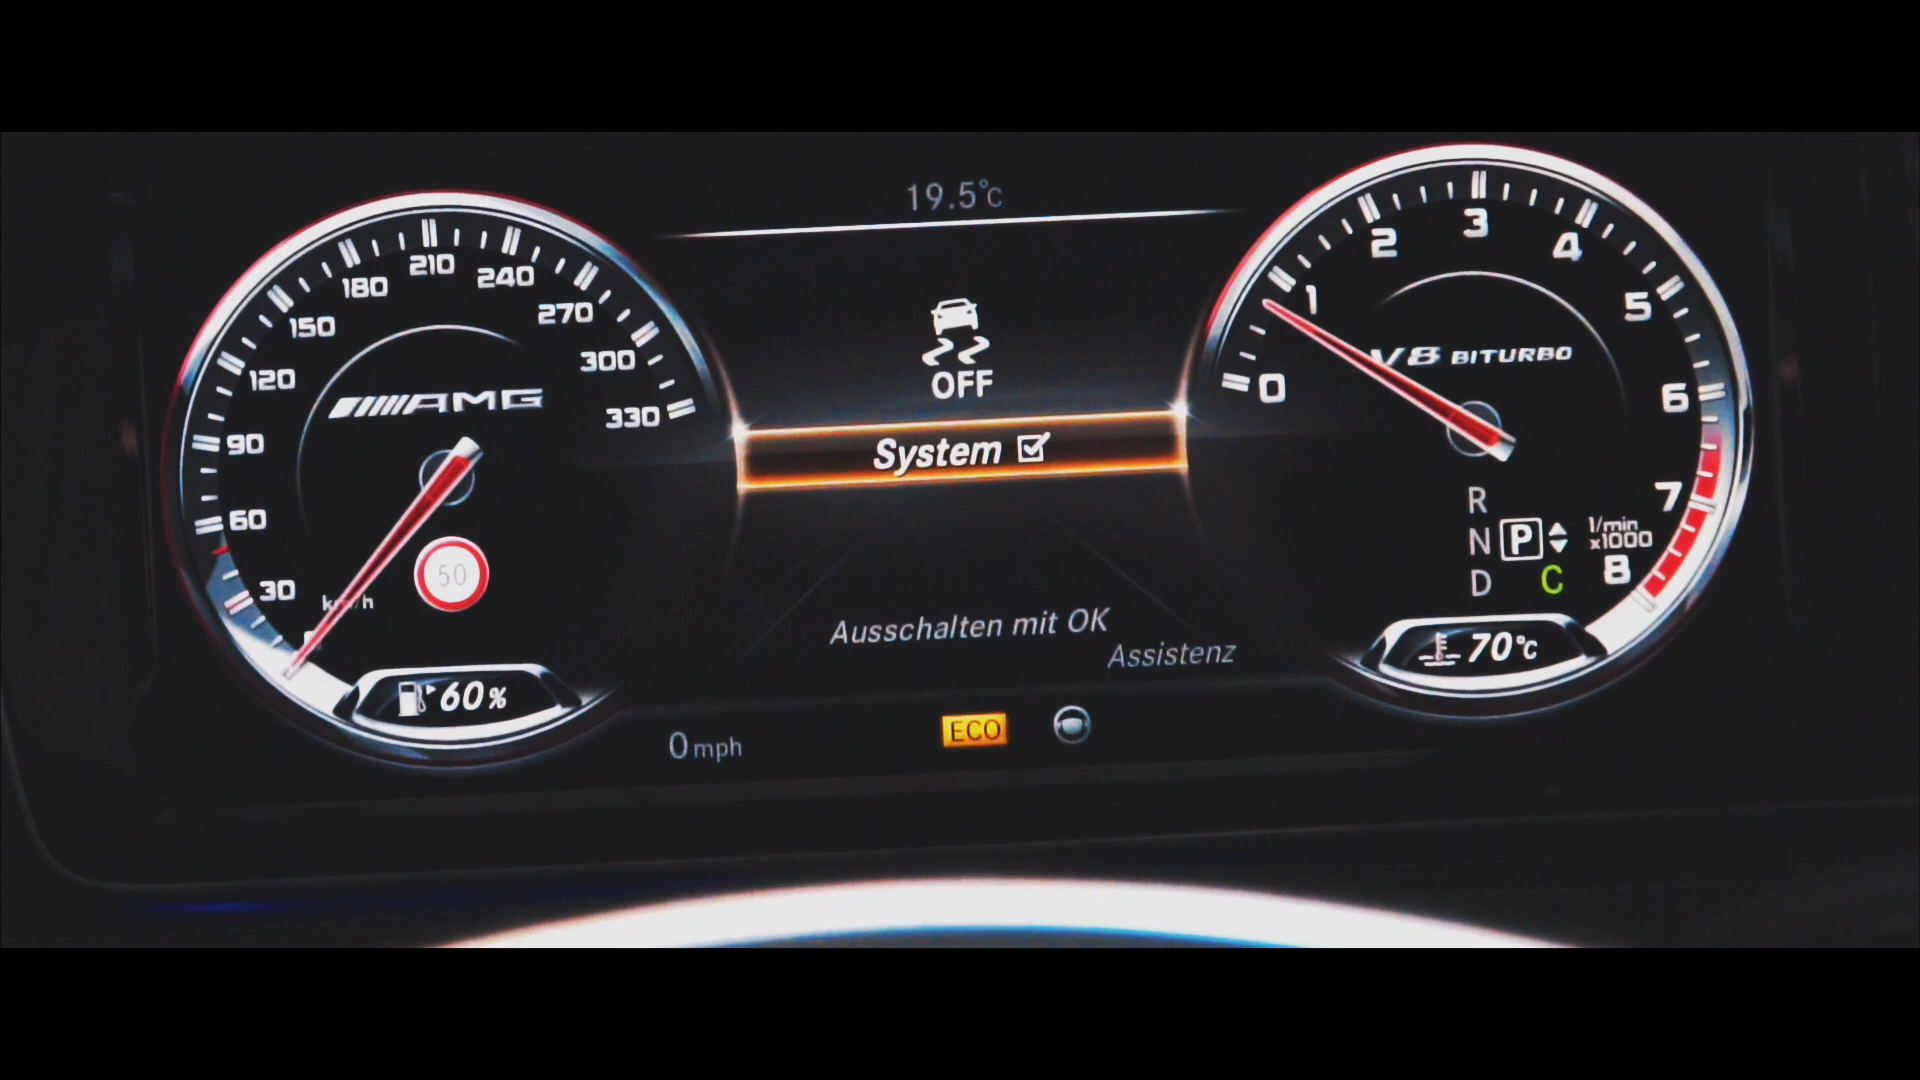 19.5°C
OFF
System
Ausschalten mit OK
Assistenz
0 mph
ECO
AMG
30
60
90
120
150
180
210
240
270
300
330
km/h
50
60%
V8 BITURBO
0
1
2
3
4
5
6
7
8
1/min
x1000
R
N P
D C
70°C